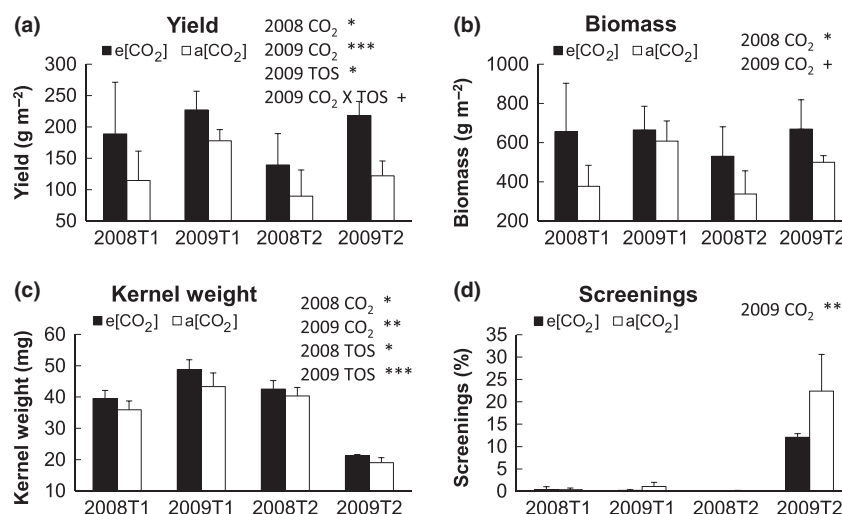 (a)
Yield
2008 CO₂ *
2009 CO₂ ***
2009 TOS *
2009 CO₂ X TOS +
e[CO₂] a[CO₂]
Yield (g m⁻²)
300
250
200
150
100
50
2008T1 2009T1 2008T2 2009T2
(b)
Biomass
2008 CO₂ *
2009 CO₂ +
e[CO₂] a[CO₂]
Biomass (g m⁻²)
1000
800
600
400
200
2008T1 2009T1 2008T2 2009T2
(c)
Kernel weight
2008 CO₂ *
2009 CO₂ **
2008 TOS *
2009 TOS ***
e[CO₂] a[CO₂]
Kernel weight (mg)
60
50
40
30
20
10
2008T1 2009T1 2008T2 2009T2
(d)
Screenings
2009 CO₂ **
e[CO₂] a[CO₂]
Screenings (%)
35
30
25
20
15
10
5
0
2008T1 2009T1 2008T2 2009T2